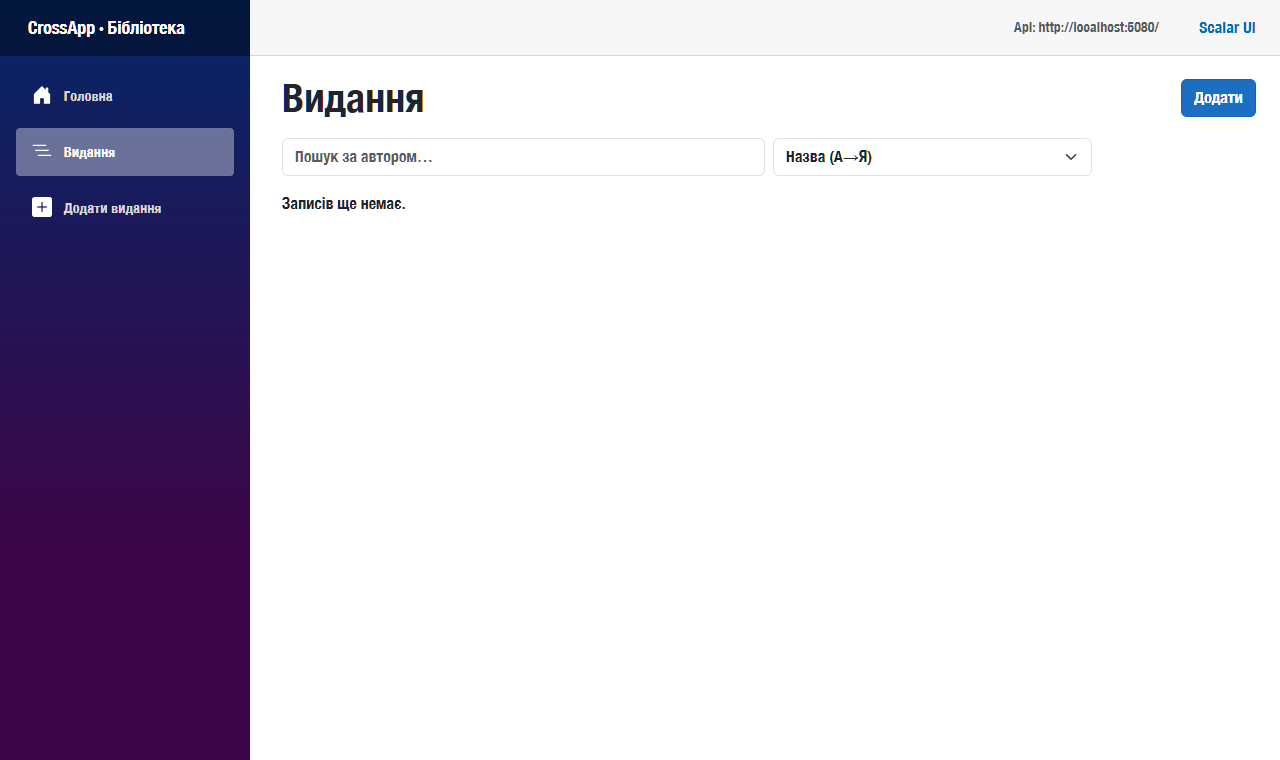 CrossApp • Бібліотека
Api: http://localhost:5080/
Scalar UI
Головна
Видання
Додати видання
Видання
Додати
Пошук за автором…
Назва (А→Я)
Записів ще немає.